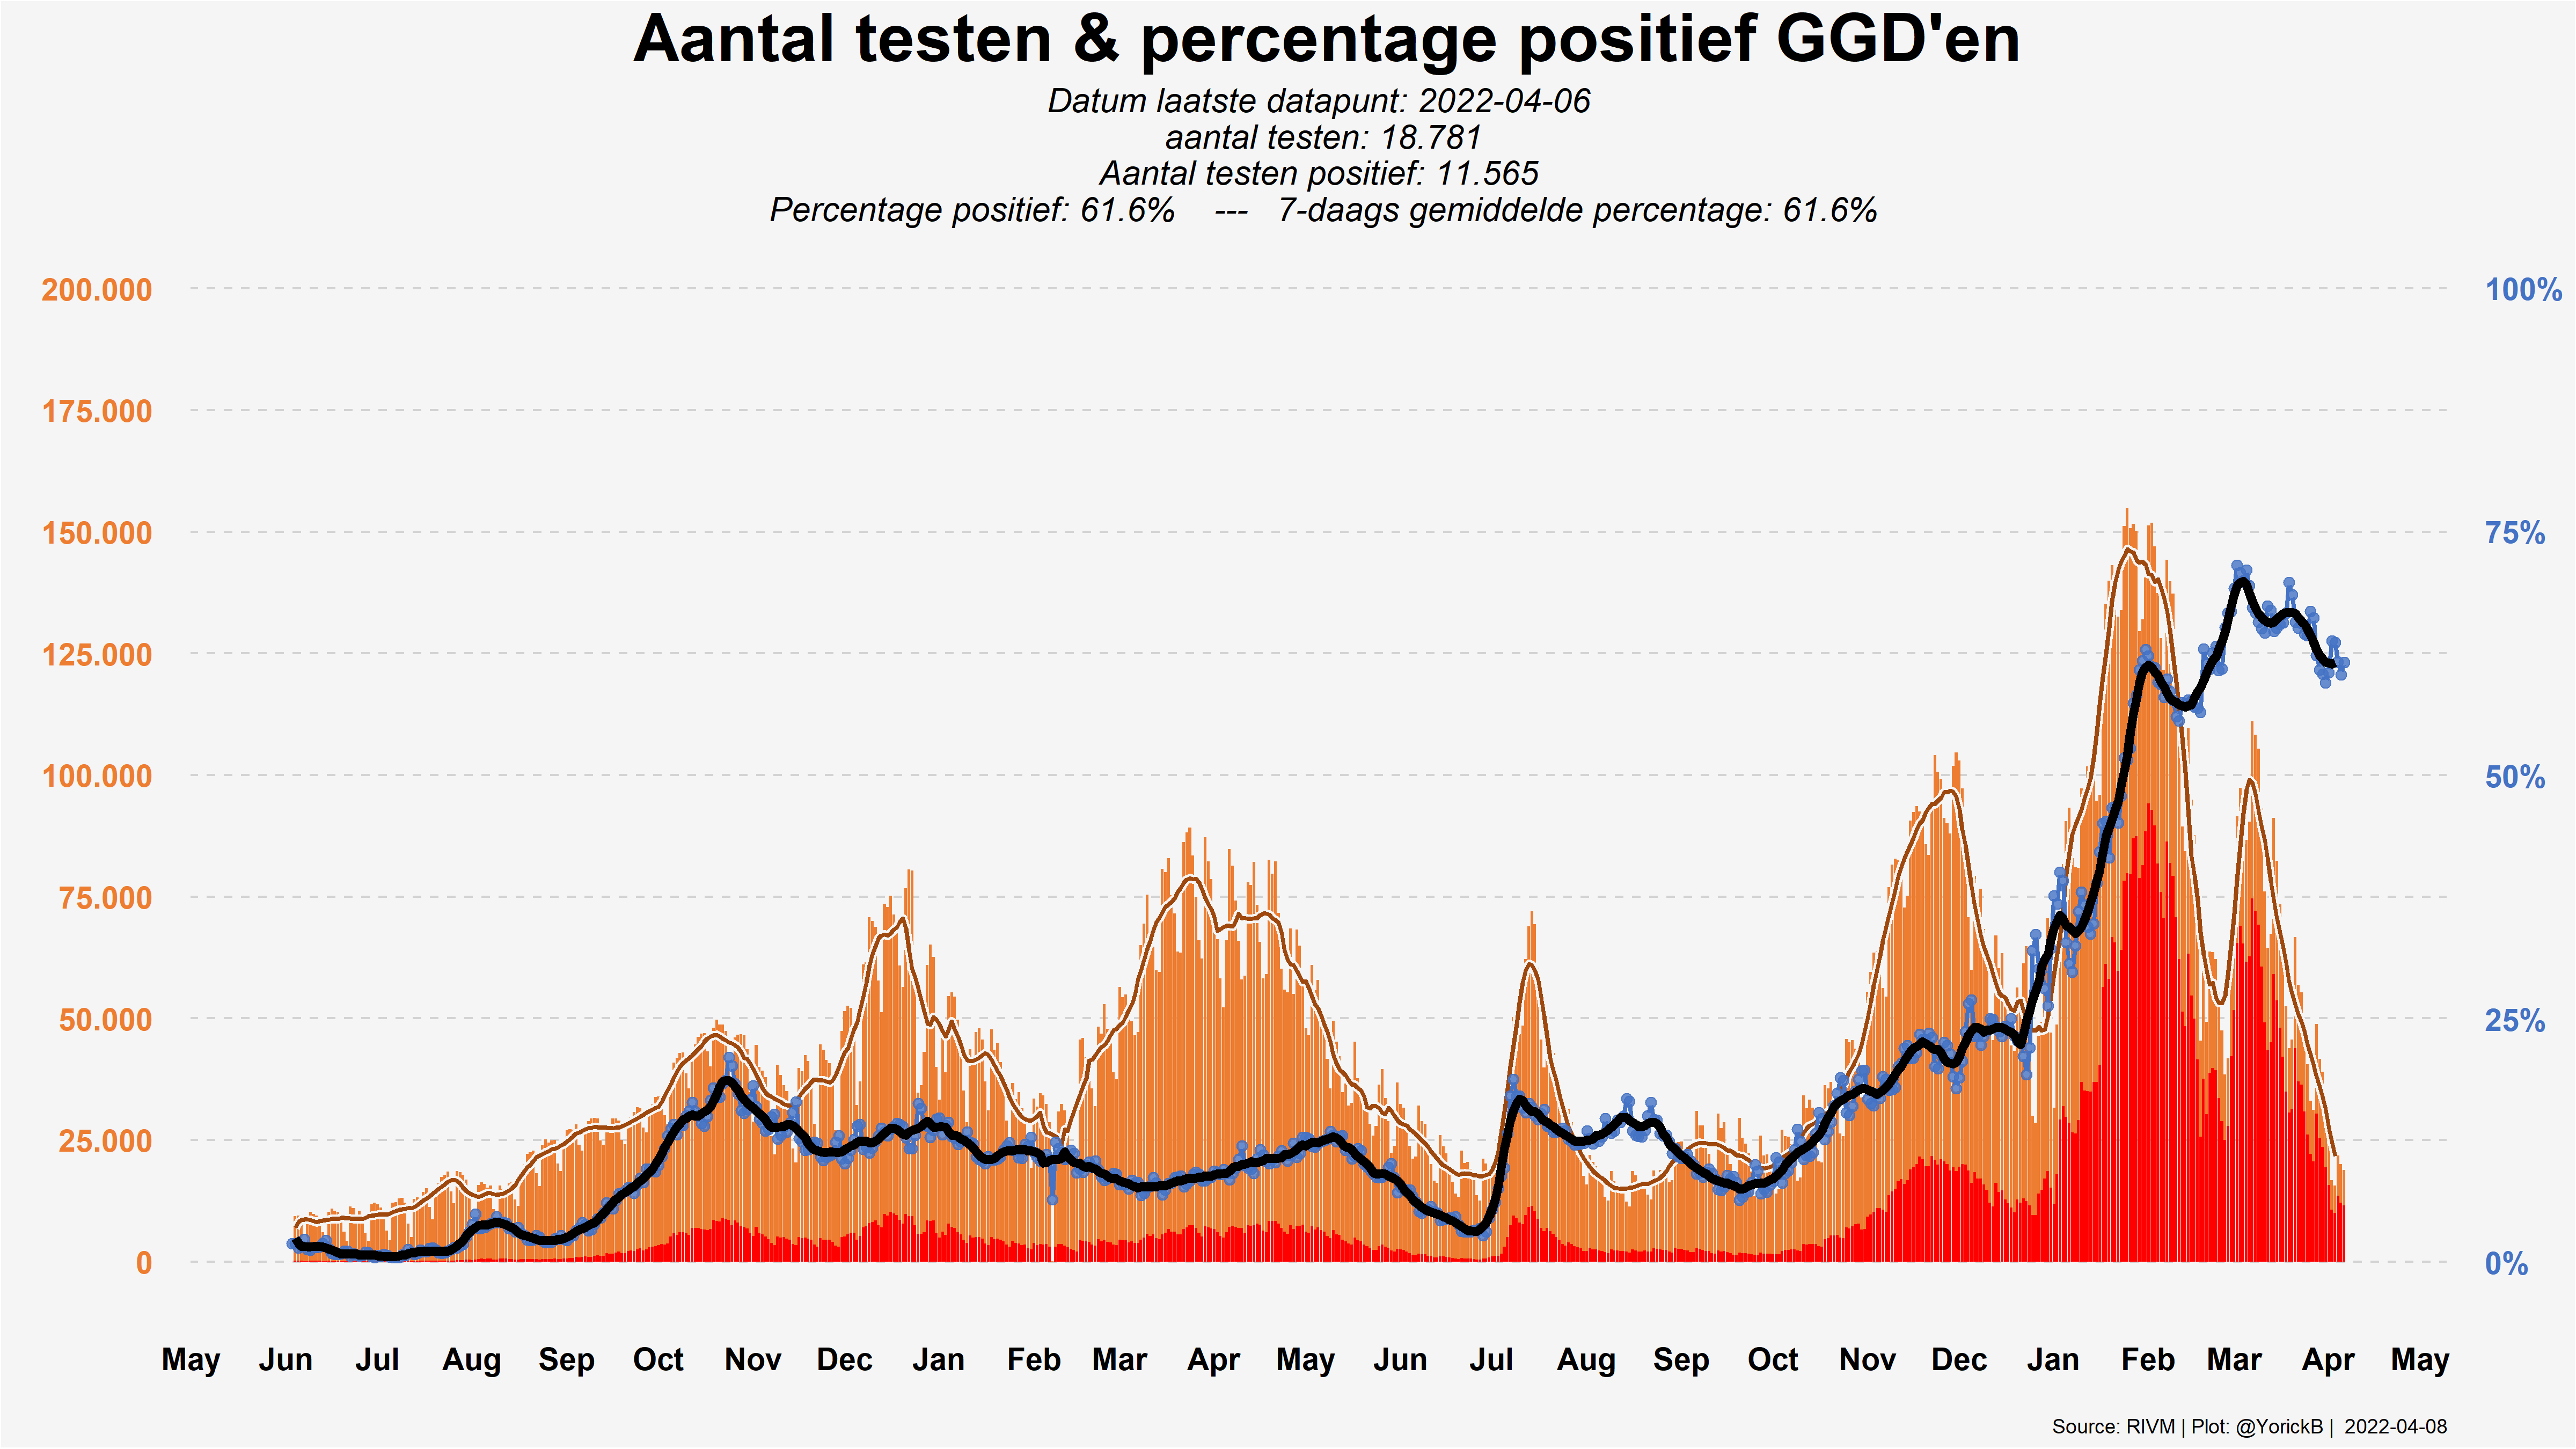 Aantal testen & percentage positief GGD'en
Datum laatste datapunt: 2022-04-06
aantal testen: 18.781
Aantal testen positief: 11.565
Percentage positief: 61.6% --- 7-daags gemiddelde percentage: 61.6%
200.000 100%
175.000
150.000 75%
125.000
100.000 50%
75.000
50.000 25%
25.000
0 0%
May Jun Jul Aug Sep Oct Nov Dec Jan Feb Mar Apr May Jun Jul Aug Sep Oct Nov Dec Jan Feb Mar Apr May
Source: RIVM | Plot: @YorickB | 2022-04-08